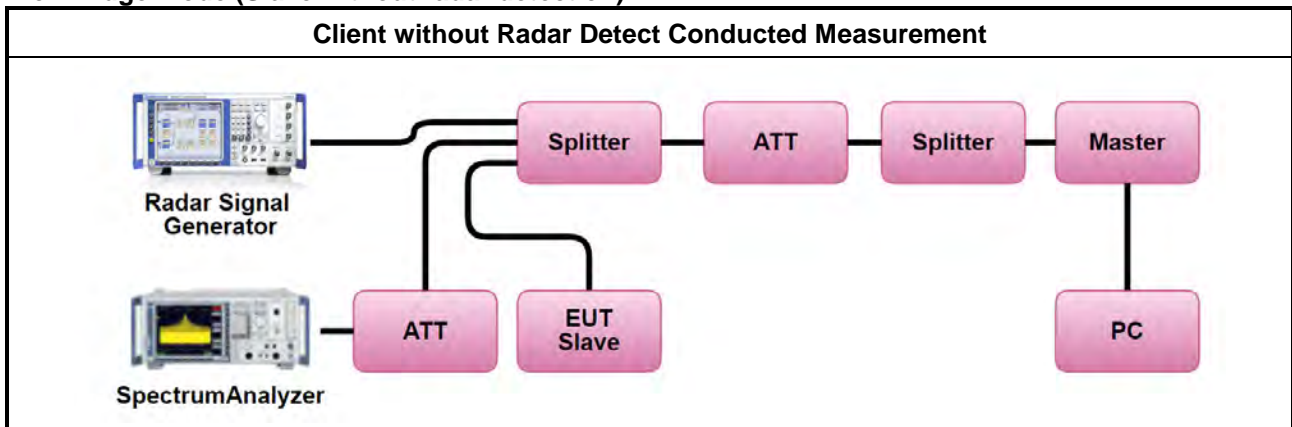 Client without Radar Detect Conducted Measurement
Radar Signal
Generator
Splitter
ATT
Splitter
Master
SpectrumAnalyzer
ATT
EUT
Slave
PC